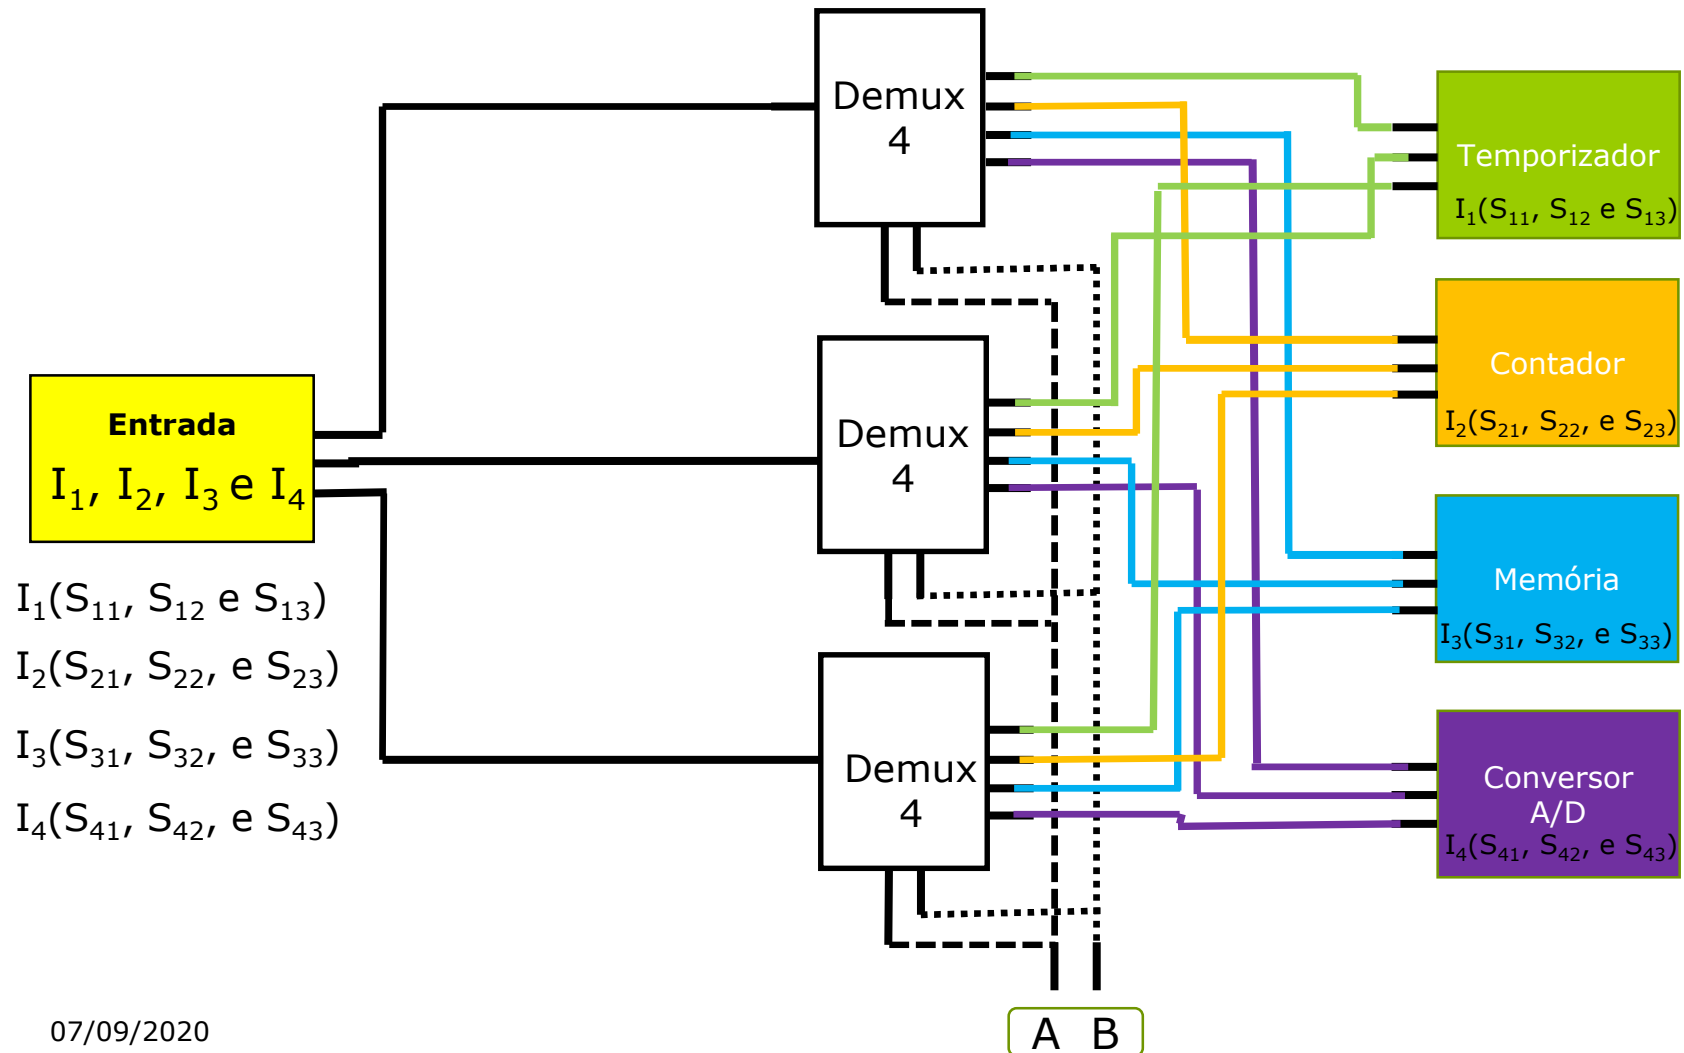 Demux
4
Temporizador
I₁(S₁₁, S₁₂ e S₁₃)
Entrada
I₁, I₂, I₃ e I₄
Demux
4
Contador
I₂(S₂₁, S₂₂, e S₂₃)
I₁(S₁₁, S₁₂ e S₁₃)
I₂(S₂₁, S₂₂, e S₂₃)
I₃(S₃₁, S₃₂, e S₃₃)
I₄(S₄₁, S₄₂, e S₄₃)
Memória
I₃(S₃₁, S₃₂, e S₃₃)
Demux
4
Conversor
A/D
I₄(S₄₁, S₄₂, e S₄₃)
07/09/2020
A B